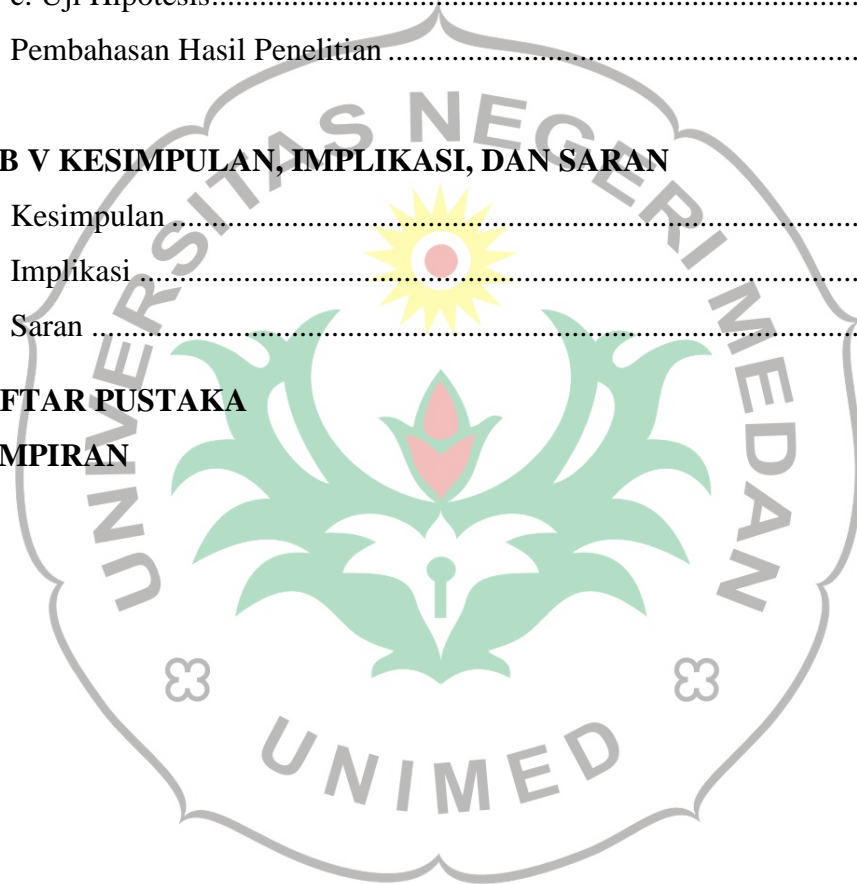 c. Uji Hipotesis
Pembahasan Hasil Penelitian
B V KESIMPULAN, IMPLIKASI, DAN SARAN
Kesimpulan
Implikasi
Saran
FTAR PUSTAKA
MPIRAN
UNIVERSITAS NEGERI MEDAN
UNIMED